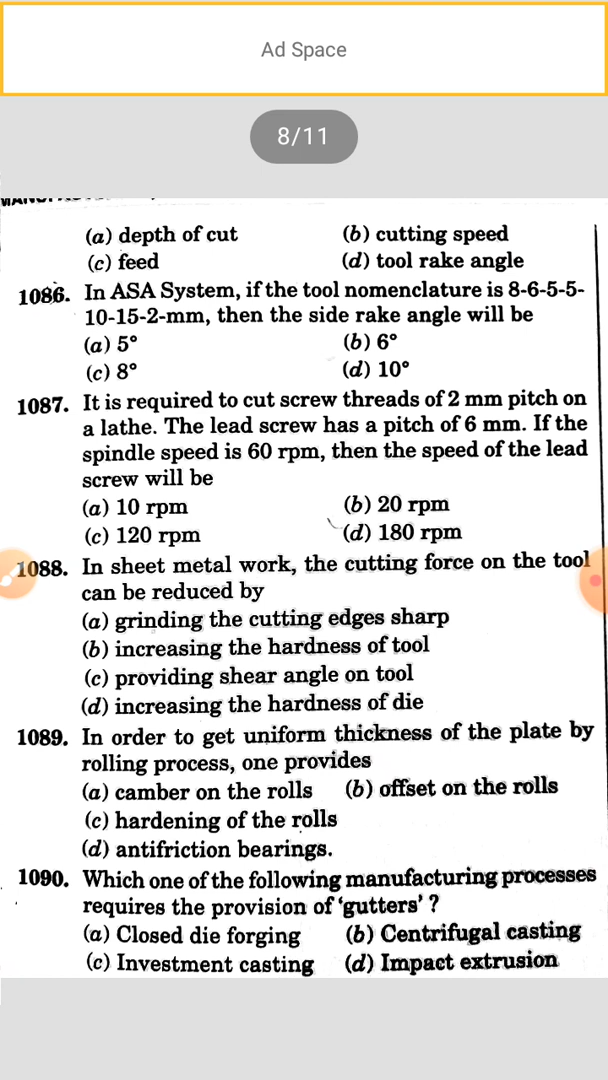 Ad Space
8/11
(a) depth of cut (b) cutting speed
(c) feed (d) tool rake angle
1086. In ASA System, if the tool nomenclature is 8-6-5-5-
10-15-2-mm, then the side rake angle will be
(a) 5° (b) 6°
(c) 8° (d) 10°
1087. It is required to cut screw threads of 2 mm pitch on
a lathe. The lead screw has a pitch of 6 mm. If the
spindle speed is 60 rpm, then the speed of the lead
screw will be
(a) 10 rpm (b) 20 rpm
(c) 120 rpm (d) 180 rpm
1088. In sheet metal work, the cutting force on the tool
can be reduced by
(a) grinding the cutting edges sharp
(b) increasing the hardness of tool
(c) providing shear angle on tool
(d) increasing the hardness of die
1089. In order to get uniform thickness of the plate by
rolling process, one provides
(a) camber on the rolls (b) offset on the rolls
(c) hardening of the rolls
(d) antifriction bearings.
1090. Which one of the following manufacturing processes
requires the provision of ‘gutters’ ?
(a) Closed die forging (b) Centrifugal casting
(c) Investment casting (d) Impact extrusion